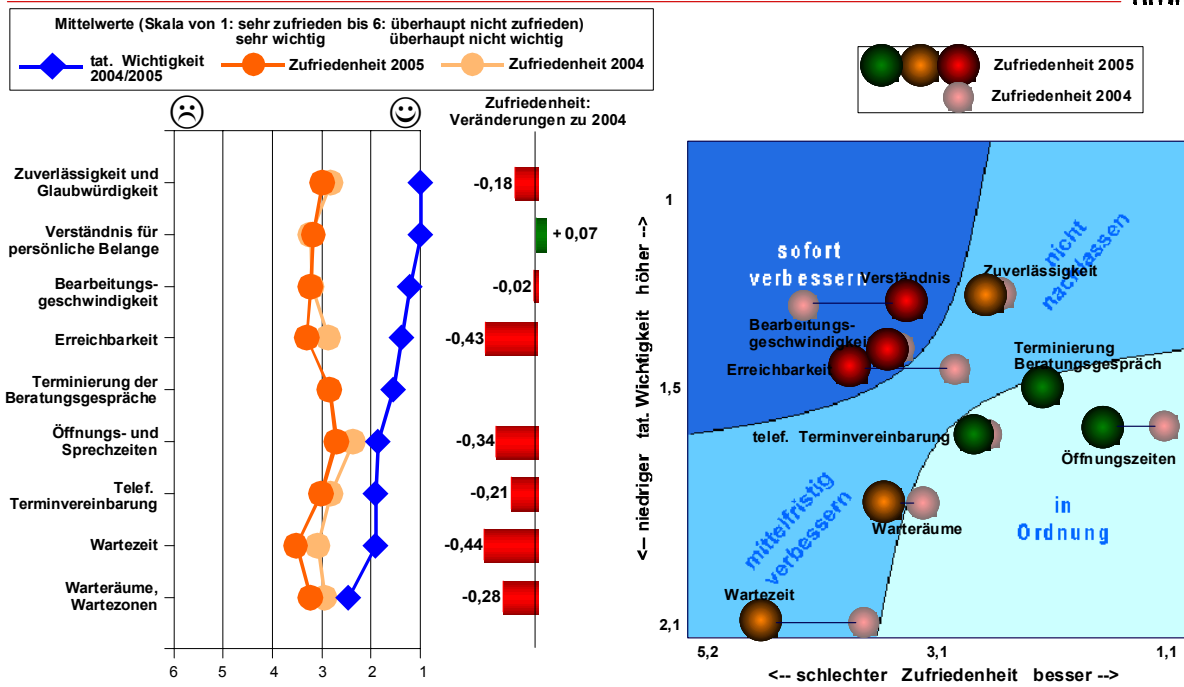 Mittelwerte (Skala von 1: sehr zufrieden bis 6: überhaupt nicht zufrieden)
sehr wichtig überhaupt nicht wichtig
tat. Wichtigkeit
2004/2005
Zufriedenheit 2005
Zufriedenheit 2004
Zufriedenheit:
Veränderungen zu 2004
Zuverlässigkeit und
Glaubwürdigkeit
-0,18
Verständnis für
persönliche Belange
+ 0,07
Bearbeitungs-
geschwindigkeit
-0,02
Erreichbarkeit
-0,43
Terminierung der
Beratungsgespräche
Öffnungs- und
Sprechzeiten
-0,34
Telef.
Terminvereinbarung
-0,21
Wartezeit
-0,44
Warteräume,
Wartezonen
-0,28
6 5 4 3 2 1
Zufriedenheit 2005
Zufriedenheit 2004
<-- niedriger tat. Wichtigkeit höher -->
1
1,5
2,1
sofort
verbessern
nicht
nachlassen
Verständnis
Zuverlässigkeit
Bearbeitungs-
geschwindigkeit
Erreichbarkeit
Terminierung
Beratungsgespräch
telef. Terminvereinbarung
Öffnungszeiten
mittelfristig
verbessern
Warteräume
in
Ordnung
Wartezeit
5,2 3,1 1,1
<-- schlechter Zufriedenheit besser -->